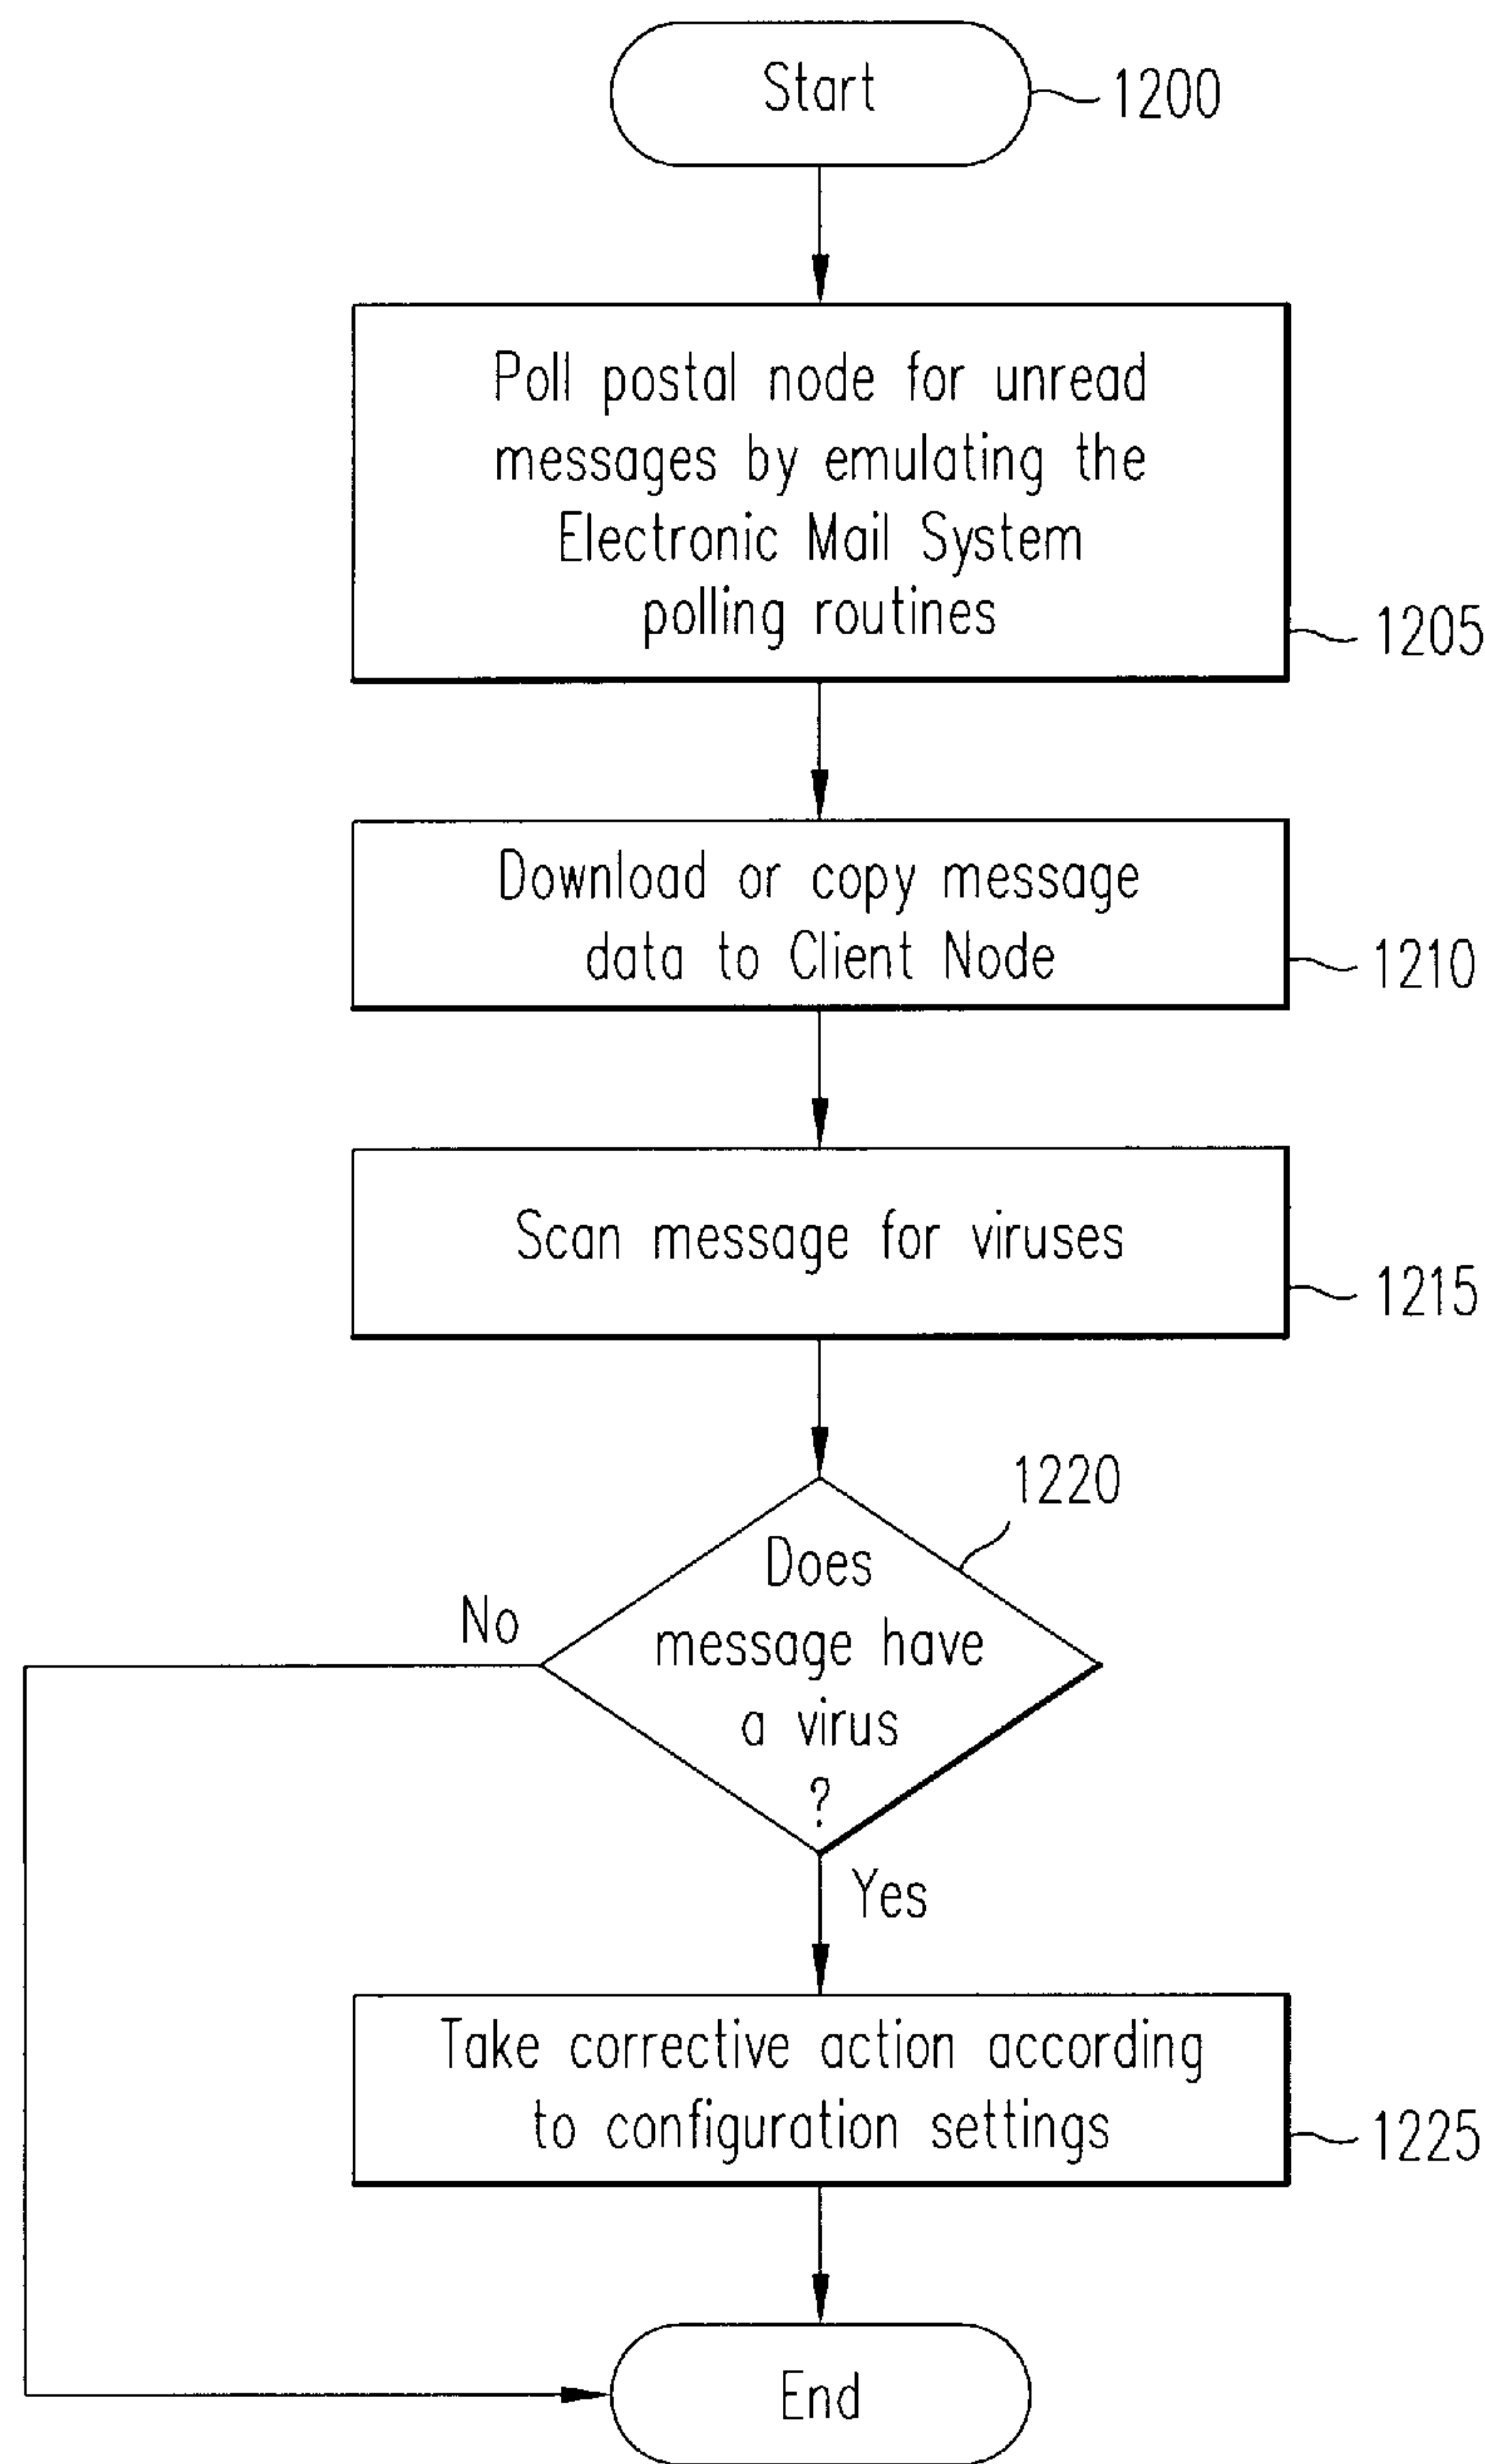 Start
1200
Poll postal node for unread
messages by emulating the
Electronic Mail System
polling routines
1205
Download or copy message
data to Client Node
1210
Scan message for viruses
1215
1220
Does
message have
a virus
?
No
Yes
Take corrective action according
to configuration settings
1225
End